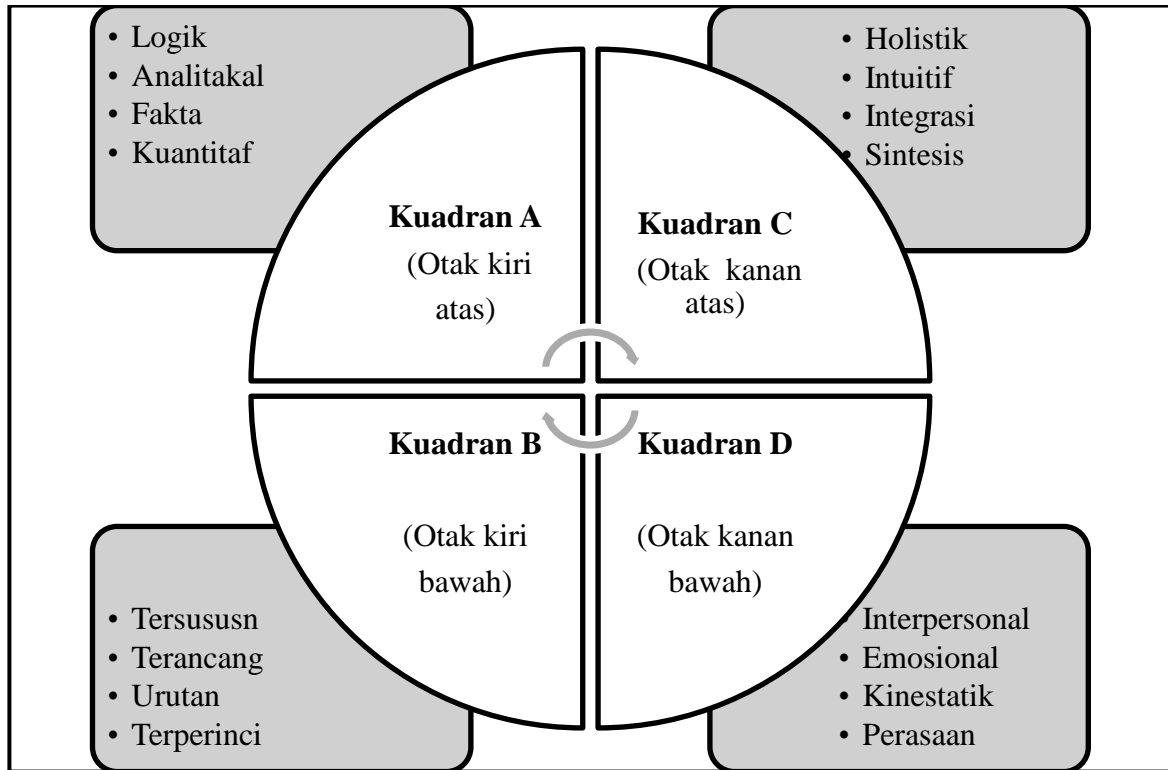 • Logik
• Analitakal
• Fakta
• Kuantitaf
• Holistik
• Intuitif
• Integrasi
• Sintesis
Kuadran A
(Otak kiri
atas)
Kuadran C
(Otak kanan
atas)
Kuadran B
(Otak kiri
bawah)
Kuadran D
(Otak kanan
bawah)
• Tersususn
• Terancang
• Urutan
• Terperinci
• Interpersonal
• Emosional
• Kinestatik
• Perasaan